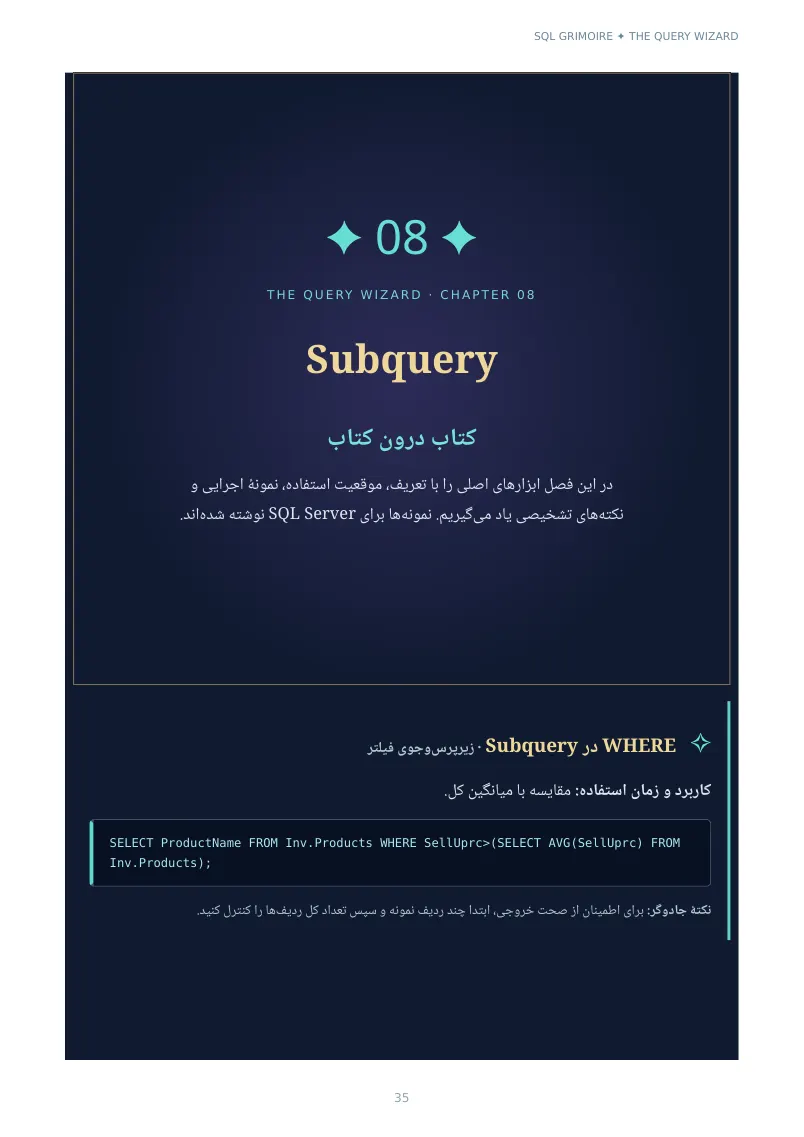 SQL GRIMOIRE ✦ THE QUERY WIZARD
✦ 08 ✦
THE QUERY WIZARD · CHAPTER 08
Subquery
کتاب درون کتاب
در این فصل ابزارهای اصلی را با تعریف، موقعیت استفاده، نمونهٔ اجرایی و
نکته‌های تشخیصی یاد می‌گیریم. نمونه‌ها برای SQL Server نوشته شده‌اند.
✧ Subquery در WHERE · زیرپرس‌وجوی فیلتر
کاربرد و زمان استفاده: مقایسه با میانگین کل.
SELECT ProductName FROM Inv.Products WHERE SellUprc>(SELECT AVG(SellUprc) FROM
Inv.Products);
نکتهٔ جادوگر: برای اطمینان از صحت خروجی، ابتدا چند ردیف نمونه و سپس تعداد کل ردیف‌ها را کنترل کنید.
35